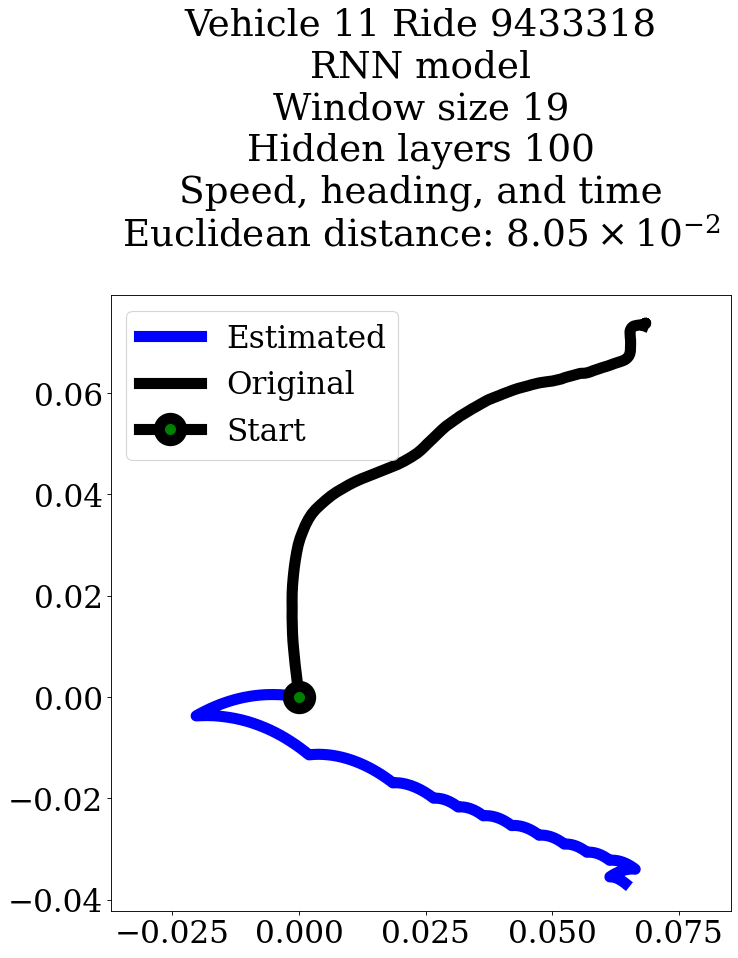 Vehicle 11 Ride 9433318
RNN model
Window size 19
Hidden layers 100
Speed, heading, and time
Euclidean distance: 8.05 × 10⁻²
Estimated
Original
Start
0.06
0.04
0.02
0.00
−0.02
−0.04
−0.025 0.000 0.025 0.050 0.075